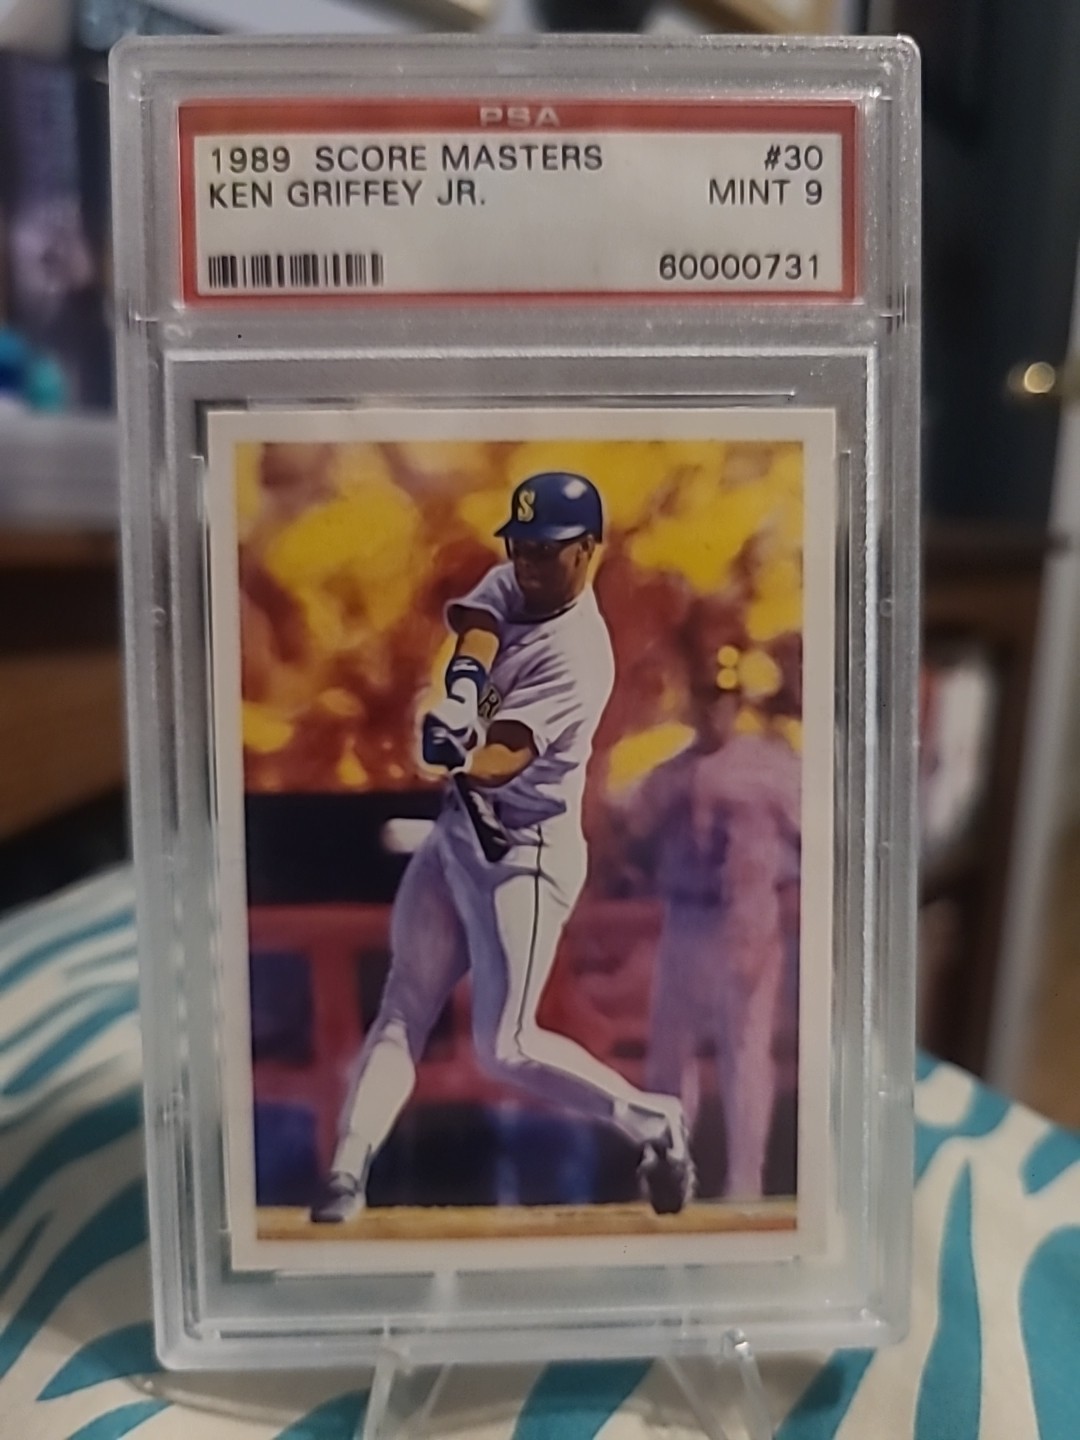 PSA
1989 SCORE MASTERS #30
KEN GRIFFEY JR. MINT 9
60000731
S
R